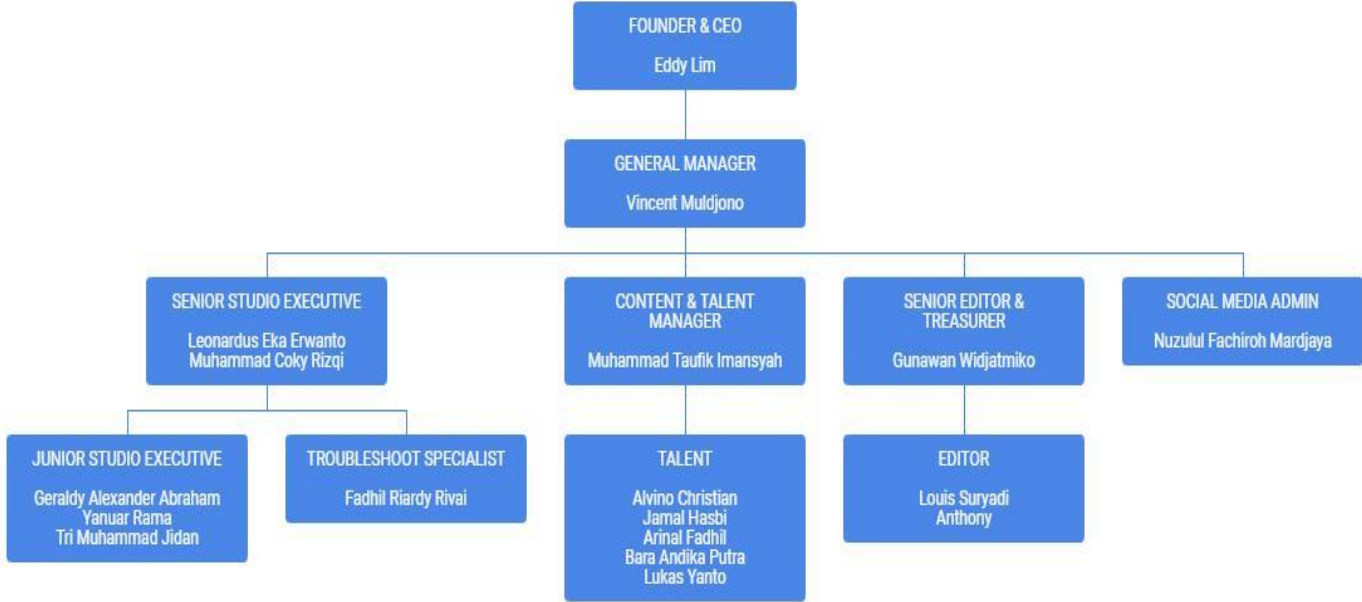 FOUNDER & CEO
Eddy Lim
GENERAL MANAGER
Vincent Muldjono
SENIOR STUDIO EXECUTIVE
Leonardus Eka Erwanto
Muhammad Coky Rizqi
CONTENT & TALENT
MANAGER
Muhammad Taufik Imansyah
SENIOR EDITOR &
TREASURER
Gunawan Widjatmiko
SOCIAL MEDIA ADMIN
Nuzulul Fachiroh Mardjaya
JUNIOR STUDIO EXECUTIVE
Geraldy Alexander Abraham
Yanuar Rama
Tri Muhammad Jidan
TROUBLESHOOT SPECIALIST
Fadhil Riardy Rivai
TALENT
Alvino Christian
Jamal Hasbi
Arinal Fadhil
Bara Andika Putra
Lukas Yanto
EDITOR
Louis Suryadi
Anthony